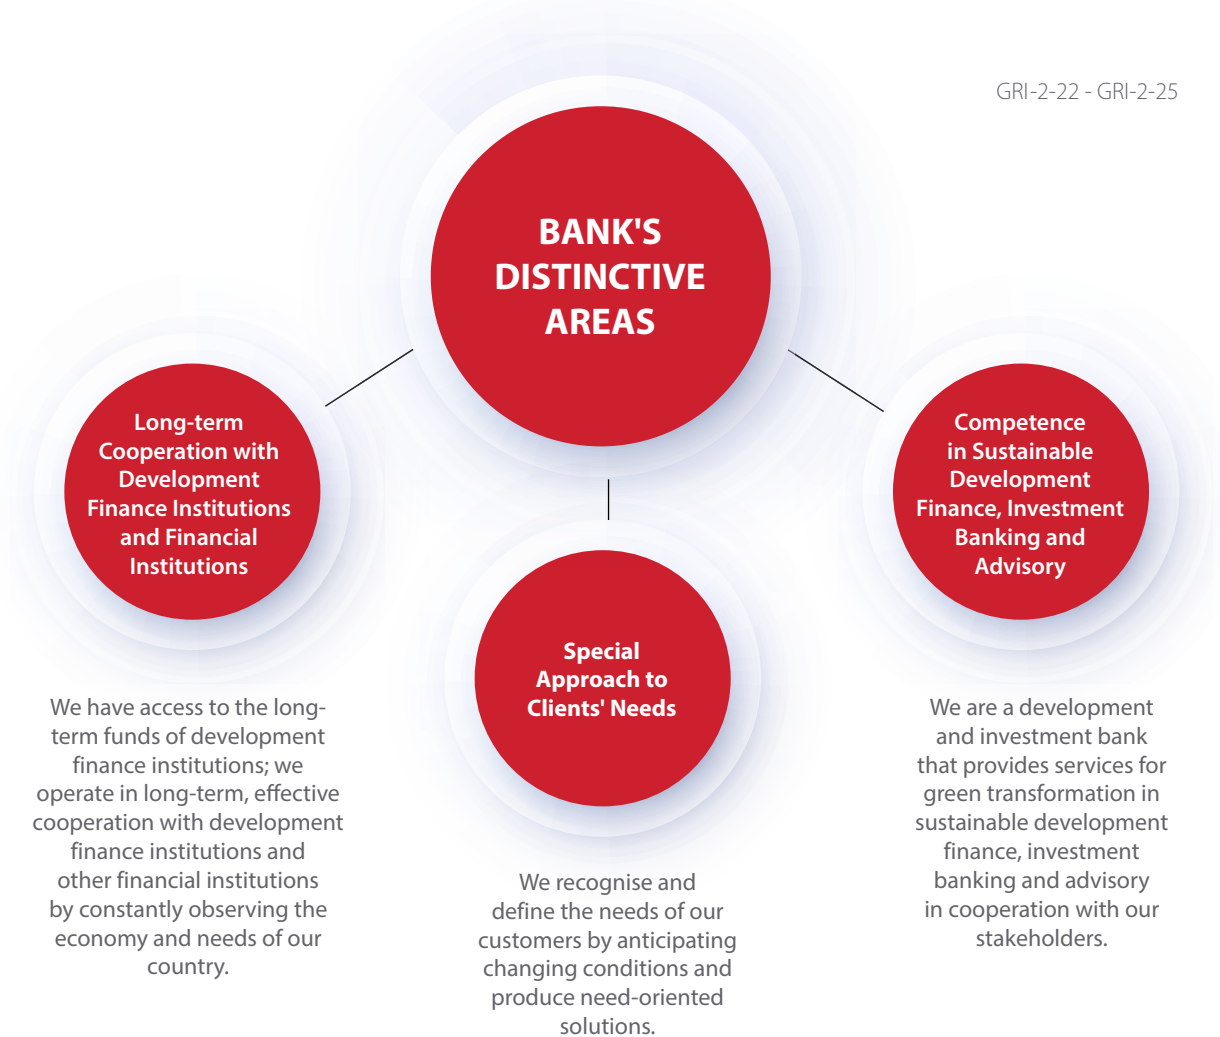 GRI-2-22 - GRI-2-25
BANK'S
DISTINCTIVE
AREAS
Long-term
Cooperation with
Development
Finance Institutions
and Financial
Institutions
We have access to the long-
term funds of development
finance institutions; we
operate in long-term, effective
cooperation with development
finance institutions and
other financial institutions
by constantly observing the
economy and needs of our
country.
Special
Approach to
Clients' Needs
We recognise and
define the needs of our
customers by anticipating
changing conditions and
produce need-oriented
solutions.
Competence
in Sustainable
Development
Finance, Investment
Banking and
Advisory
We are a development
and investment bank
that provides services for
green transformation in
sustainable development
finance, investment
banking and advisory
in cooperation with our
stakeholders.